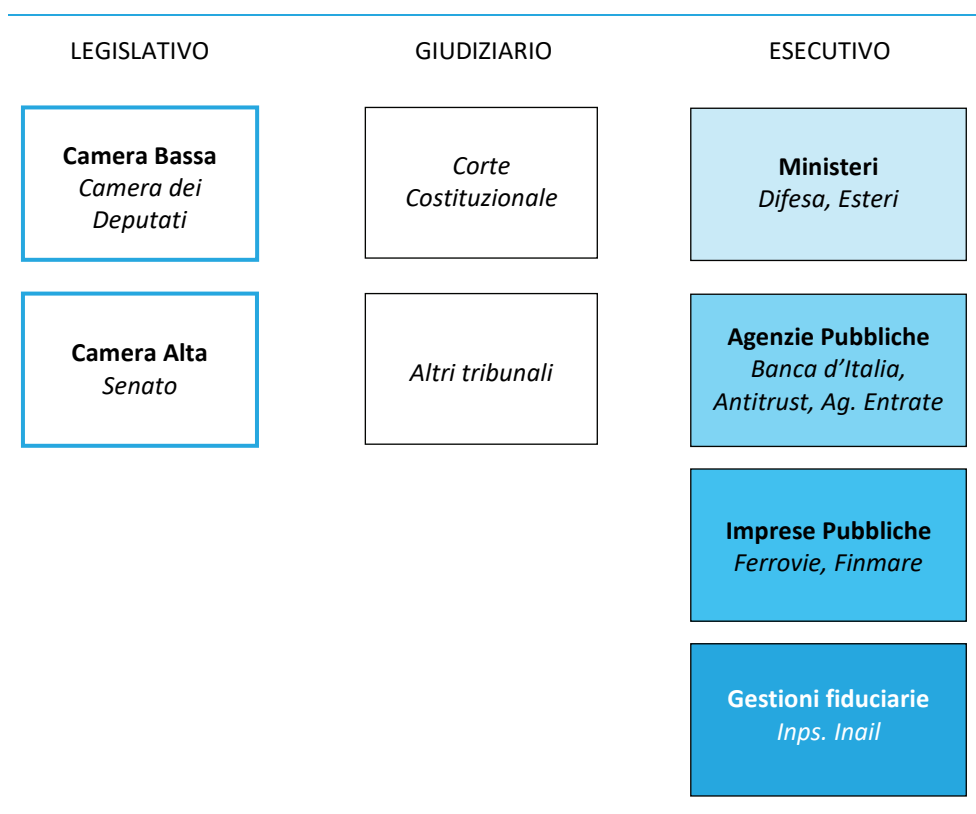 LEGISLATIVO
GIUDIZIARIO
ESECUTIVO
Camera Bassa
Camera dei
Deputati
Corte
Costituzionale
Ministeri
Difesa, Esteri
Camera Alta
Senato
Altri tribunali
Agenzie Pubbliche
Banca d’Italia,
Antitrust, Ag. Entrate
Imprese Pubbliche
Ferrovie, Finmare
Gestioni fiduciarie
Inps. Inail